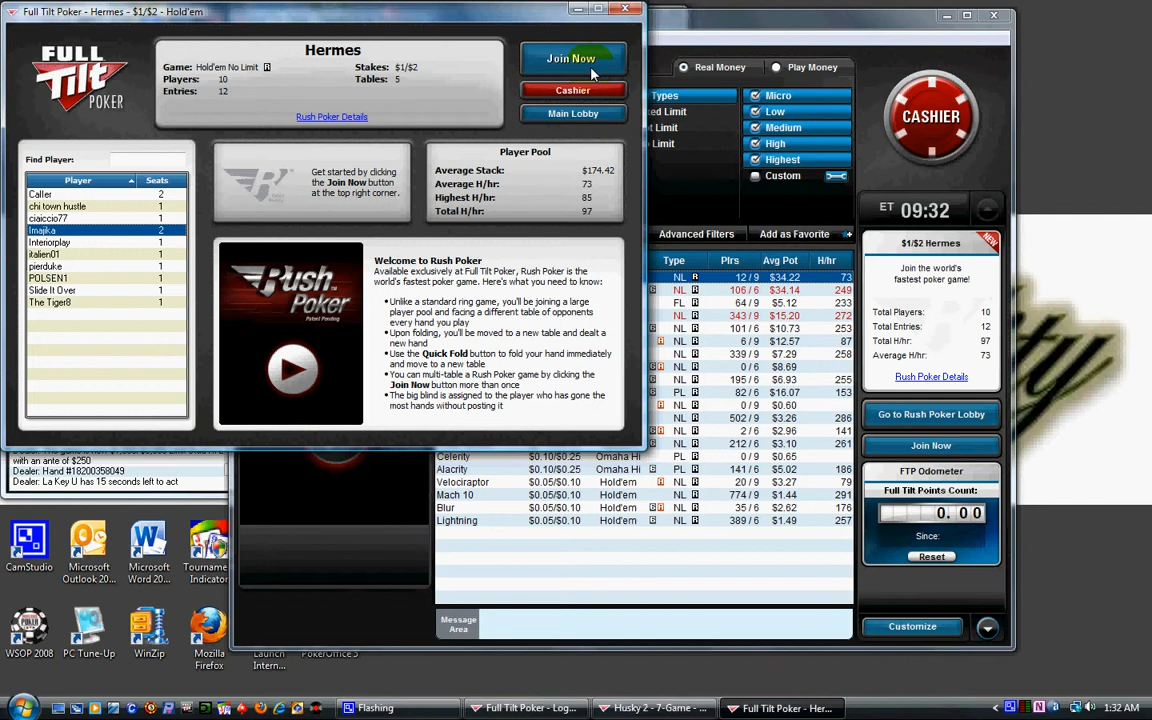 Full Tilt Poker - Hermes - $1/$2 - Hold'em
FULL
TILT
POKER
Hermes
Game: Hold'em No Limit
Stakes: $1/$2
Players: 10
Tables: 5
Entries: 12
Rush Poker Details
Join Now
Cashier
Main Lobby
Find Player:
Player Seats
Caller 2
chi town hustle 1
ciaiccio77 1
Imajika 2
Interiorplay 1
italien01 1
pierduke 1
POLSEN1 1
Slide It Over 1
The Tiger8 1
Get started by clicking
the Join Now button
at the top right corner.
Player Pool
Average Stack: $174.42
Average H/hr: 73
Highest H/hr: 85
Total H/hr: 97
Rush
Poker
Patent Pending
Welcome to Rush Poker
Available exclusively at Full Tilt Poker, Rush Poker is the
world's fastest poker game. Here's what you need to know:
• Unlike a standard ring game, you'll be joining a large
player pool and facing a different table of opponents
every hand you play
• Upon folding, you'll be moved to a new table and dealt a
new hand
• Use the Quick Fold button to fold your hand immediately
and move to a new table
• You can multi-table a Rush Poker game by clicking the
Join Now button more than once
• The big blind is assigned to the player who has gone the
most hands without posting it
Real Money
Play Money
Types
ed Limit
t Limit
o Limit
Micro
Low
Medium
High
Highest
Custom
Advanced Filters
Add as Favorite
Type Plrs Avg Pot H/hr
NL R 12 / 9 $34.22 73
NL 106 / 6 $34.14 249
FL 64 / 9 $5.12 233
NL 343 / 9 $15.20 272
NL 101 / 6 $10.73 253
NL 6 / 9 $12.57 87
NL 339 / 9 $7.29 258
NL 0 / 6 $8.69
NL 195 / 6 $6.93 255
PL 82 / 6 $16.07 153
NL 0 / 9 $0.60
NL 502 / 9 $3.26 286
NL 2 / 6 $2.96 141
NL 212 / 6 $3.10 261
Celerity $0.10/$0.25 Omaha Hi PL 0 / 9 $0.65
Alacrity $0.10/$0.25 Omaha Hi PL 141 / 6 $5.02 186
Velociraptor $0.05/$0.10 Hold'em NL 20 / 9 $3.27 79
Mach 10 $0.05/$0.10 Hold'em NL 774 / 9 $1.44 291
Blur $0.05/$0.10 Hold'em NL 35 / 6 $2.62 176
Lightning $0.05/$0.10 Hold'em NL 389 / 6 $1.49 257
Message
Area
CASHIER
ET 09:32
$1/$2 Hermes
NEW
Join the world's
fastest poker game!
Total Players: 10
Total Entries: 12
Total H/hr: 97
Average H/hr: 73
Rush Poker Details
Go to Rush Poker Lobby
Join Now
FTP Odometer
Full Tilt Points Count:
0. 00
Since:
Reset
Customize
with an ante of $250
Dealer: Hand #18200358049
Dealer: La Key U has 15 seconds left to act
CamStudio
Microsoft
Outlook 20...
Microsoft
Word 20...
Tourname
Indicator
WSOP 2008
PC Tune-Up
WinZip
Mozilla
Firefox
Launch
Intern...
PokerOffice 5
Flashing
Full Tilt Poker - Log...
Husky 2 - 7-Game - ...
Full Tilt Poker - Her...
1:32 AM